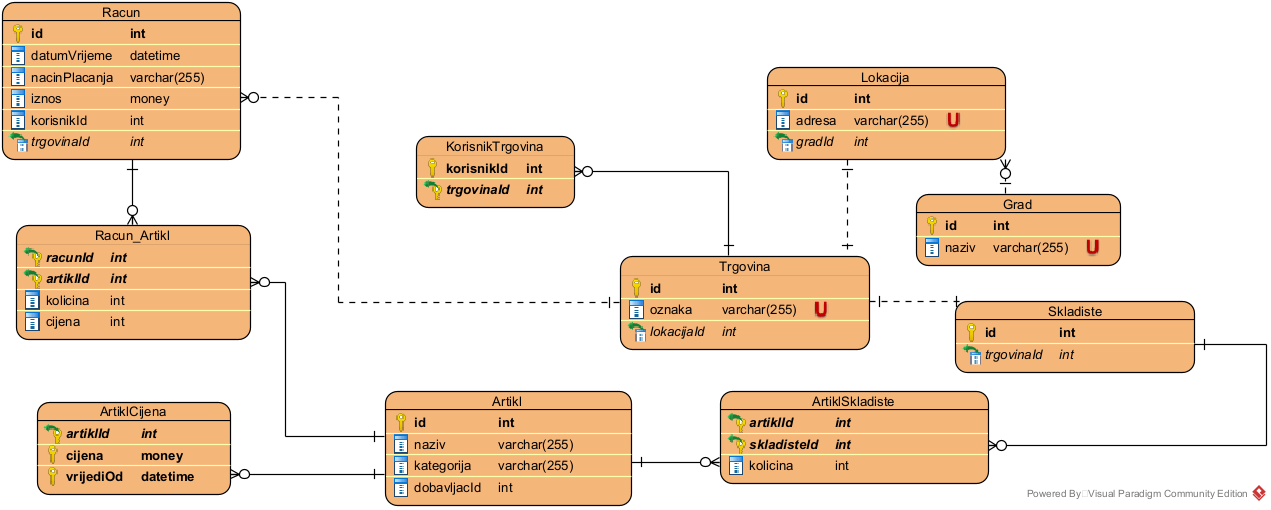 Racun
id int
datumVrijeme datetime
nacinPlacanja varchar(255)
iznos money
korisnikId int
trgovinaId int
Lokacija
id int
adresa varchar(255) U
gradId int
KorisnikTrgovina
korisnikId int
trgovinaId int
Grad
id int
naziv varchar(255) U
Racun_Artikl
racunId int
artiklId int
kolicina int
cijena int
Trgovina
id int
oznaka varchar(255) U
lokacijaId int
Skladiste
id int
trgovinaId int
ArtiklCijena
artiklId int
cijena money
vrijediOd datetime
Artikl
id int
naziv varchar(255)
kategorija varchar(255)
dobavljacId int
ArtiklSkladiste
artiklId int
skladisteId int
kolicina int
Powered By Visual Paradigm Community Edition